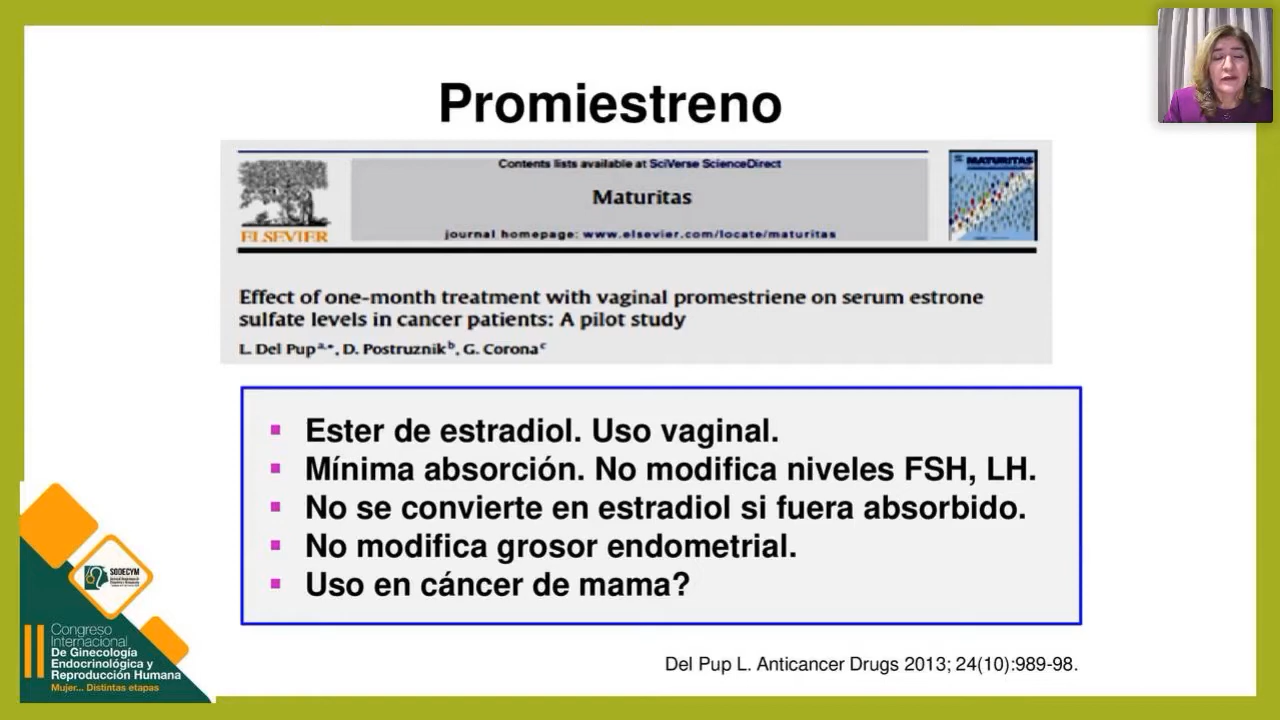 Promiestreno
Contents lists available at SciVerse ScienceDirect
Maturitas
journal homepage: www.elsevier.com/locate/maturitas
ELSEVIER
MATURITAS
Effect of one-month treatment with vaginal promestriene on serum estrone
sulfate levels in cancer patients: A pilot study
L. Del Pup a,*, D. Postruznik b, G. Corona c
▪ Ester de estradiol. Uso vaginal.
▪ Mínima absorción. No modifica niveles FSH, LH.
▪ No se convierte en estradiol si fuera absorbido.
▪ No modifica grosor endometrial.
▪ Uso en cáncer de mama?
Del Pup L. Anticancer Drugs 2013; 24(10):989-98.
SODECYM
II Congreso
Internacional
De Ginecología
Endocrinológica y
Reproducción Humana
Mujer... Distintas etapas